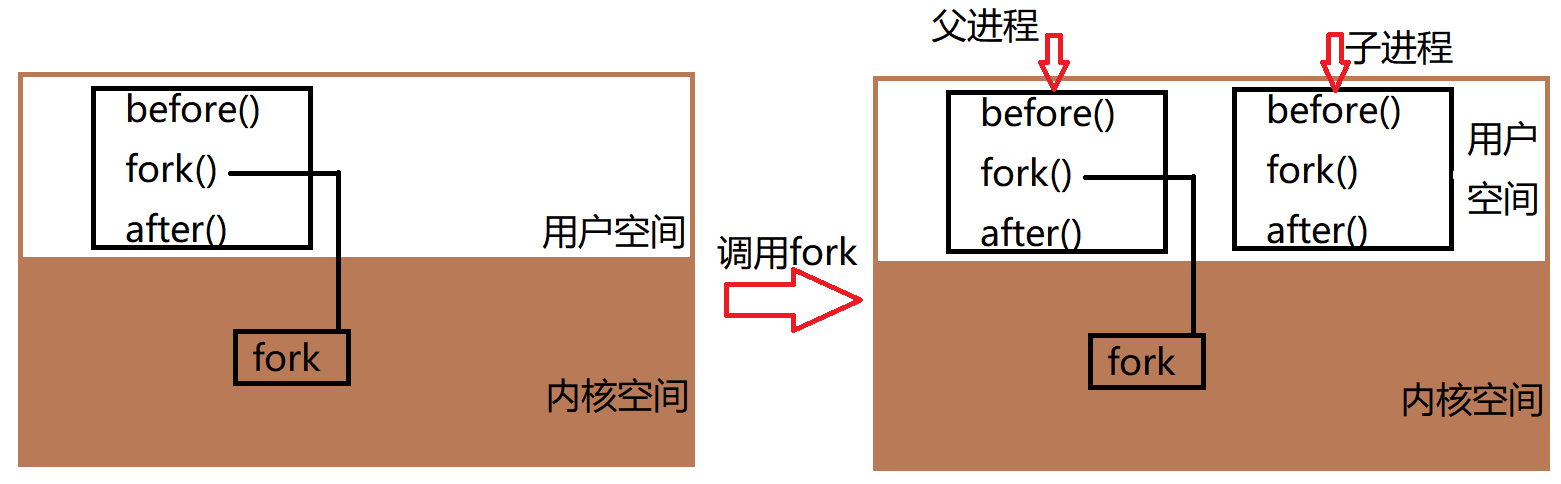 before()
fork()
after()
用户空间
fork
内核空间
调用fork
父进程
子进程
before()
fork()
after()
before()
fork()
after()
用户
空间
fork
内核空间